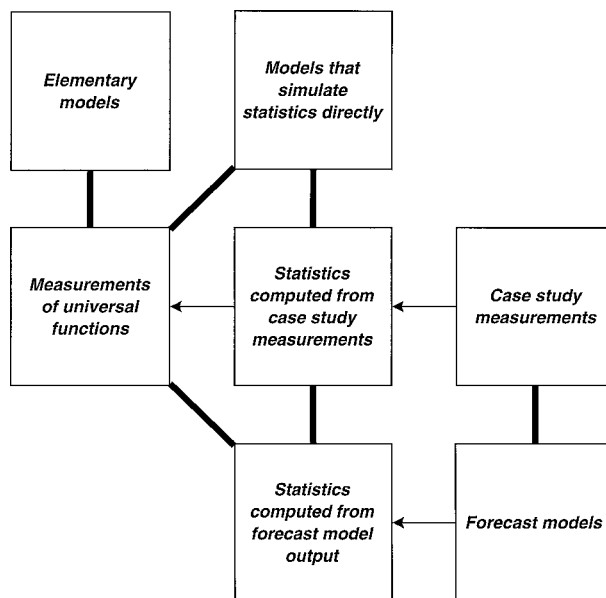 Elementary
models
Models that
simulate
statistics directly
Measurements
of universal
functions
Statistics
computed from
case study
measurements
Case study
measurements
Statistics
computed from
forecast model
output
Forecast models